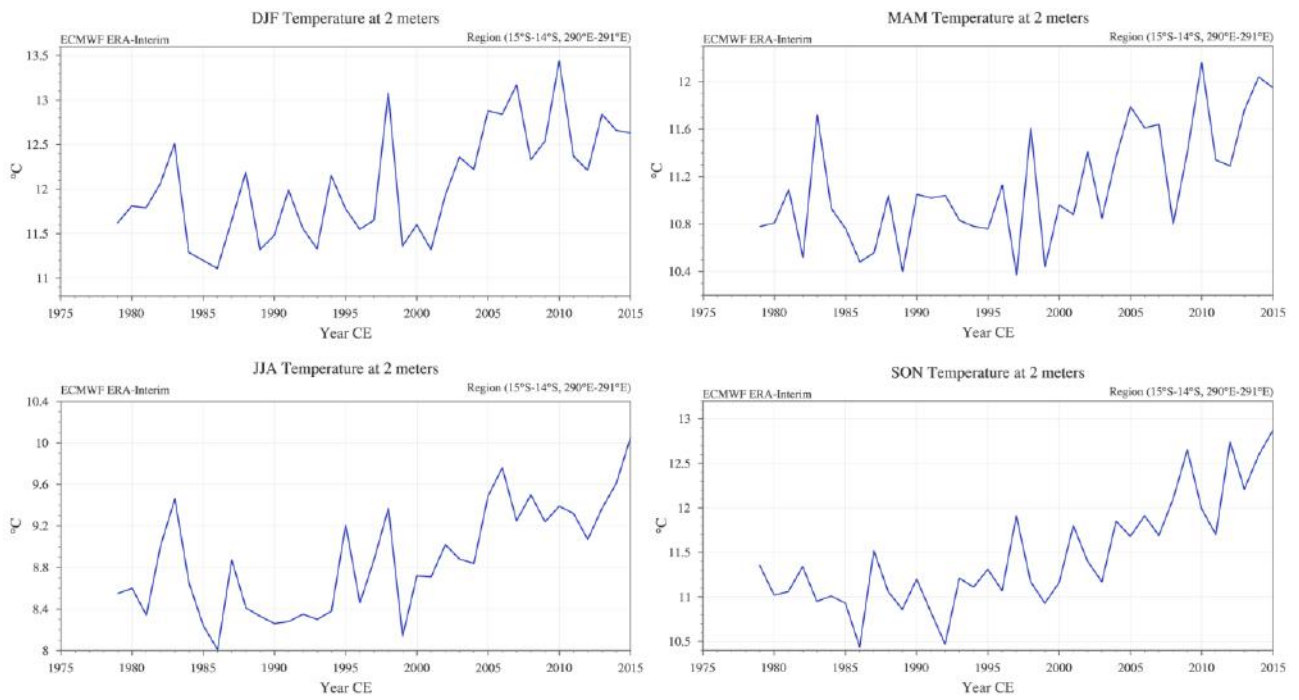 DJF Temperature at 2 meters
ECMWF ERA-Interim Region (15°S-14°S, 290°E-291°E)
13.5
13
12.5
12
11.5
11
°C
1975 1980 1985 1990 1995 2000 2005 2010 2015
Year CE
MAM Temperature at 2 meters
ECMWF ERA-Interim Region (15°S-14°S, 290°E-291°E)
12
11.6
11.2
10.8
10.4
°C
1975 1980 1985 1990 1995 2000 2005 2010 2015
Year CE
JJA Temperature at 2 meters
ECMWF ERA-Interim Region (15°S-14°S, 290°E-291°E)
10.4
10
9.6
9.2
8.8
8.4
8
°C
1975 1980 1985 1990 1995 2000 2005 2010 2015
Year CE
SON Temperature at 2 meters
ECMWF ERA-Interim Region (15°S-14°S, 290°E-291°E)
13
12.5
12
11.5
11
10.5
°C
1975 1980 1985 1990 1995 2000 2005 2010 2015
Year CE